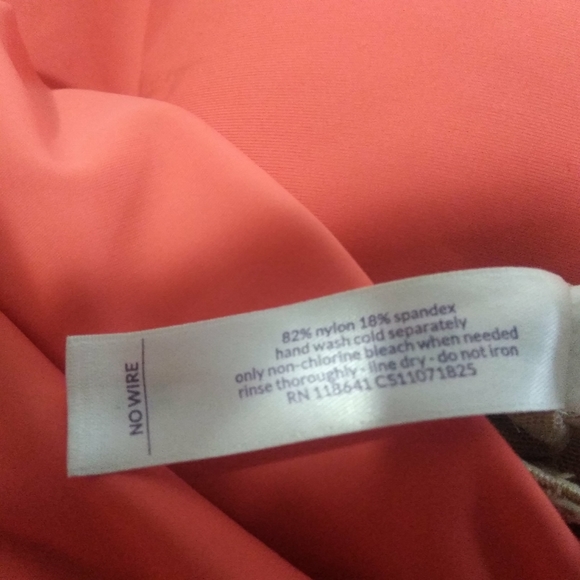 NO WIRE
82% nylon 18% spandex
hand wash cold separately
only non-chlorine bleach when needed
rinse thoroughly - line dry - do not iron
RN 118641 CS11071825